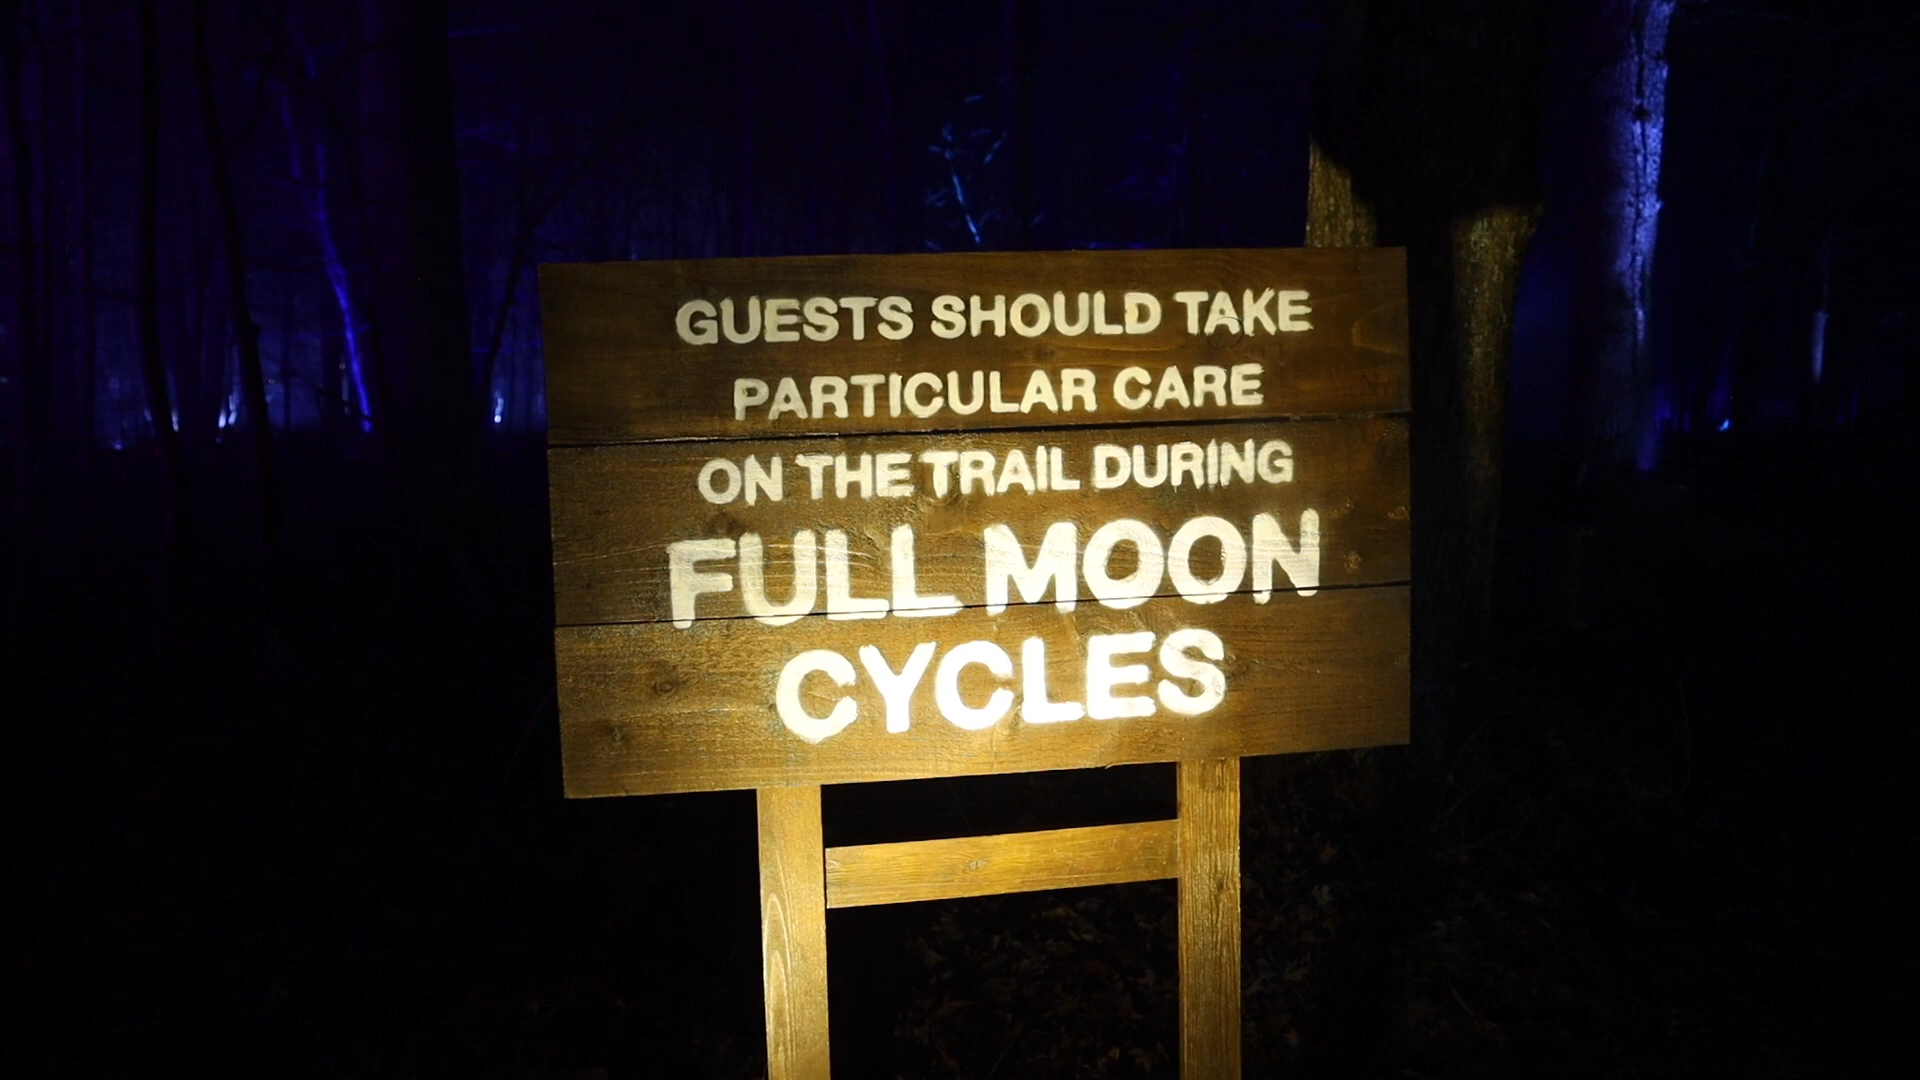 GUESTS SHOULD TAKE
PARTICULAR CARE
ON THE TRAIL DURING
FULL MOON
CYCLES